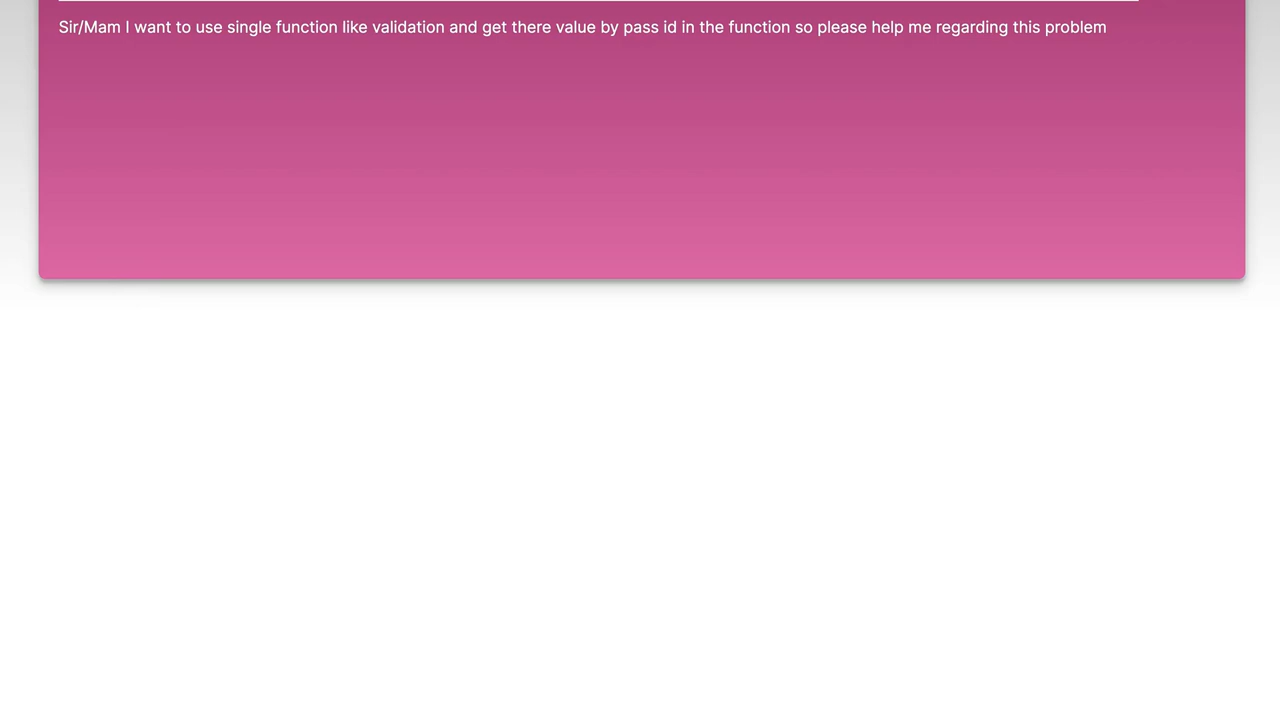 Sir/Mam I want to use single function like validation and get there value by pass id in the function so please help me regarding this problem